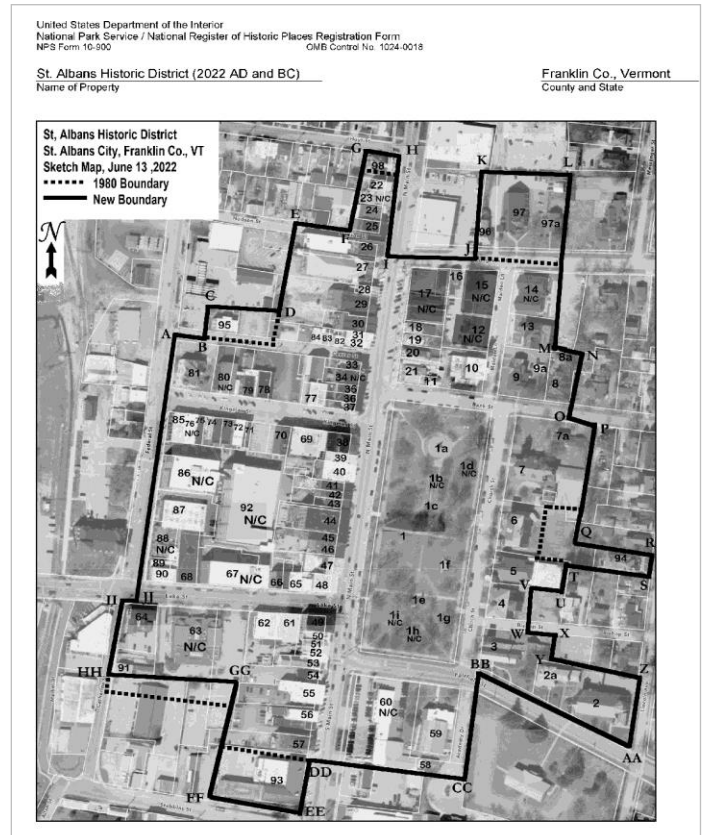 United States Department of the Interior
National Park Service / National Register of Historic Places Registration Form
NPS Form 10-900 OMB Control No. 1024-0018
St. Albans Historic District (2022 AD and BC)
Name of Property
Franklin Co., Vermont
County and State
St, Albans Historic District
St. Albans City, Franklin Co., VT
Sketch Map, June 13 ,2022
1980 Boundary
New Boundary
N
G
H
98
22
23 N/C
24
25
26
27
28
29
30
31
32
E
F
I
J
K
L
96
97
97a
C
D
95
A
B
84 83 82
16
15
N/C
14
N/C
17
N/C
18
19
20
21
11
12
N/C
13
10
M
N
8a
9a
9
8
81
80
N/C
79
78
77
33
34 N/C
35
36
37
Bank St
O
P
7a
85
76
N/C
75
74
73
72
71
70
69
38
39
40
41
42
43
44
45
46
47
48
86
N/C
87
88
N/C
89
90
68
92
N/C
67 N/C
66
65
1a
1b
N/C
1d
N/C
1c
1
1f
1e
1i
N/C
1g
1h
N/C
7
6
5
4
3
Q
R
94
S
T
U
V
W
X
Y
Z
2a
2
AA
BB
CC
DD
EE
FF
GG
HH
II
II
Lake St
N Main St
S Main St
64
63
N/C
62
61
49
50
51
52
53
54
55
56
57
91
93
60
N/C
59
58